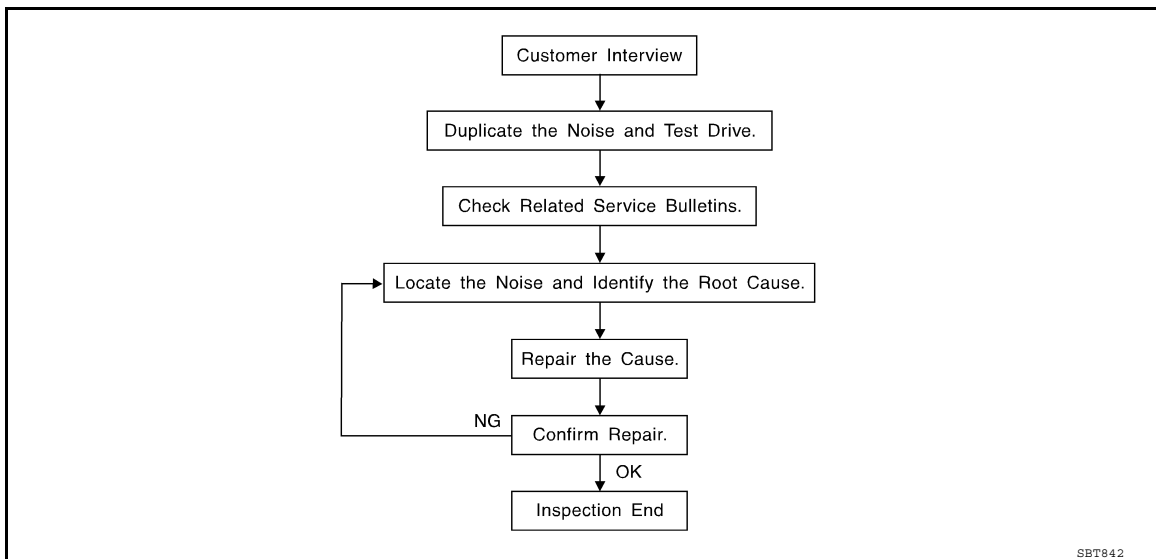 Customer Interview
Duplicate the Noise and Test Drive.
Check Related Service Bulletins.
Locate the Noise and Identify the Root Cause.
Repair the Cause.
NG
Confirm Repair.
OK
Inspection End
SBT842